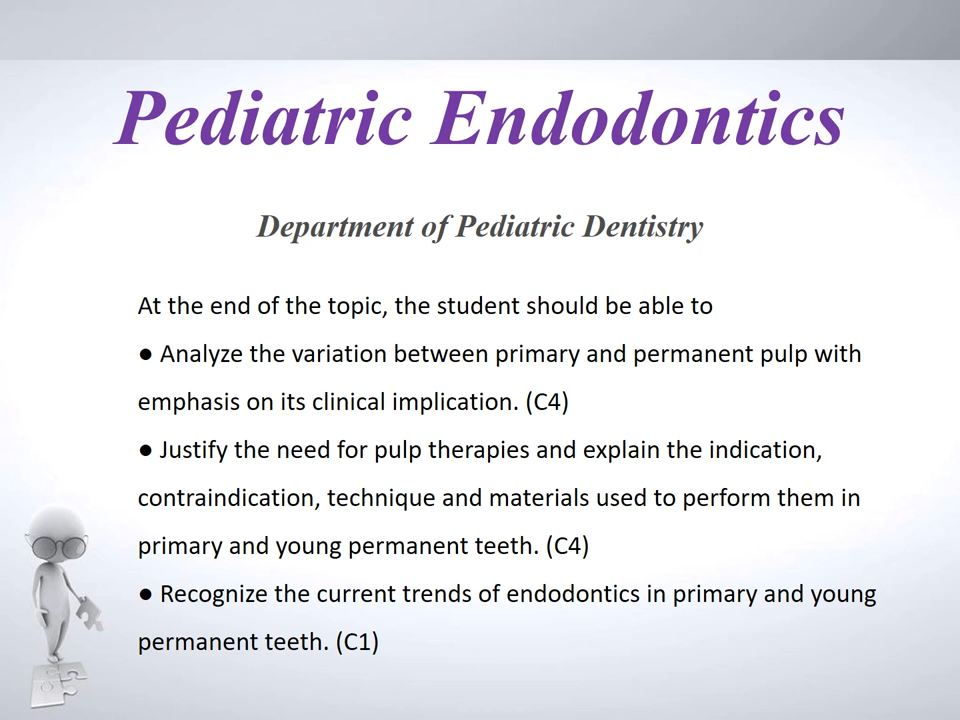 Pediatric Endodontics
Department of Pediatric Dentistry
At the end of the topic, the student should be able to
● Analyze the variation between primary and permanent pulp with
emphasis on its clinical implication. (C4)
● Justify the need for pulp therapies and explain the indication,
contraindication, technique and materials used to perform them in
primary and young permanent teeth. (C4)
● Recognize the current trends of endodontics in primary and young
permanent teeth. (C1)